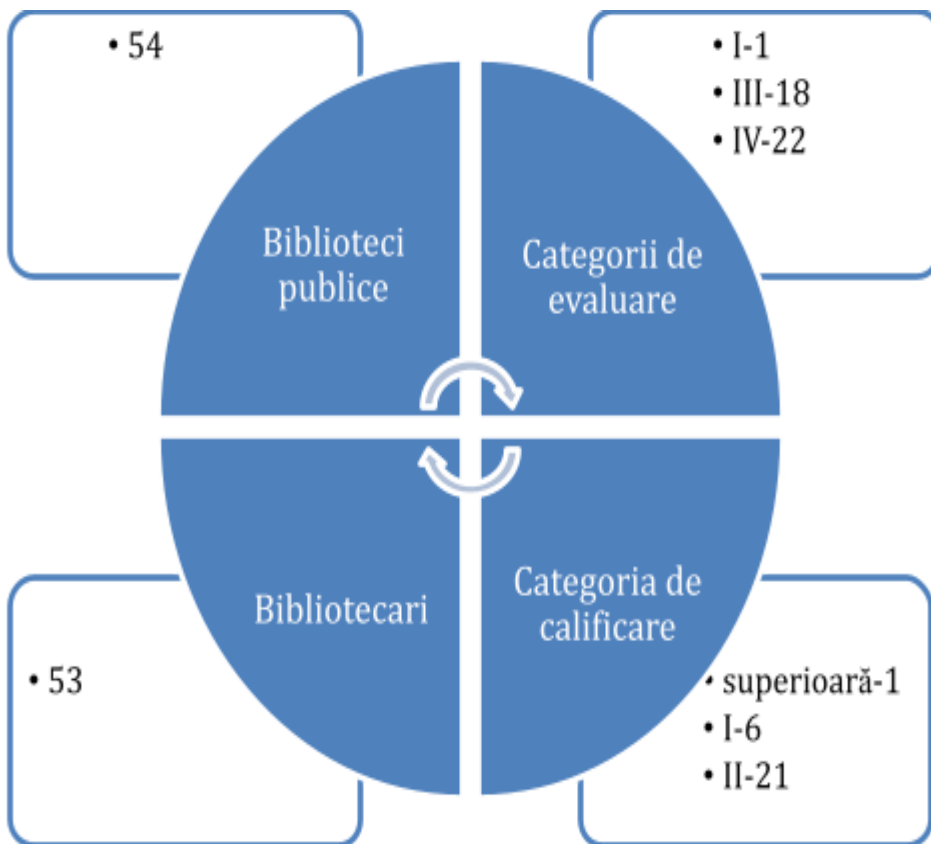 • 54
• I-1
• III-18
• IV-22
Biblioteci
publice
Categorii de
evaluare
Bibliotecari
Categoria de
calificare
• 53
• superioară-1
• I-6
• II-21